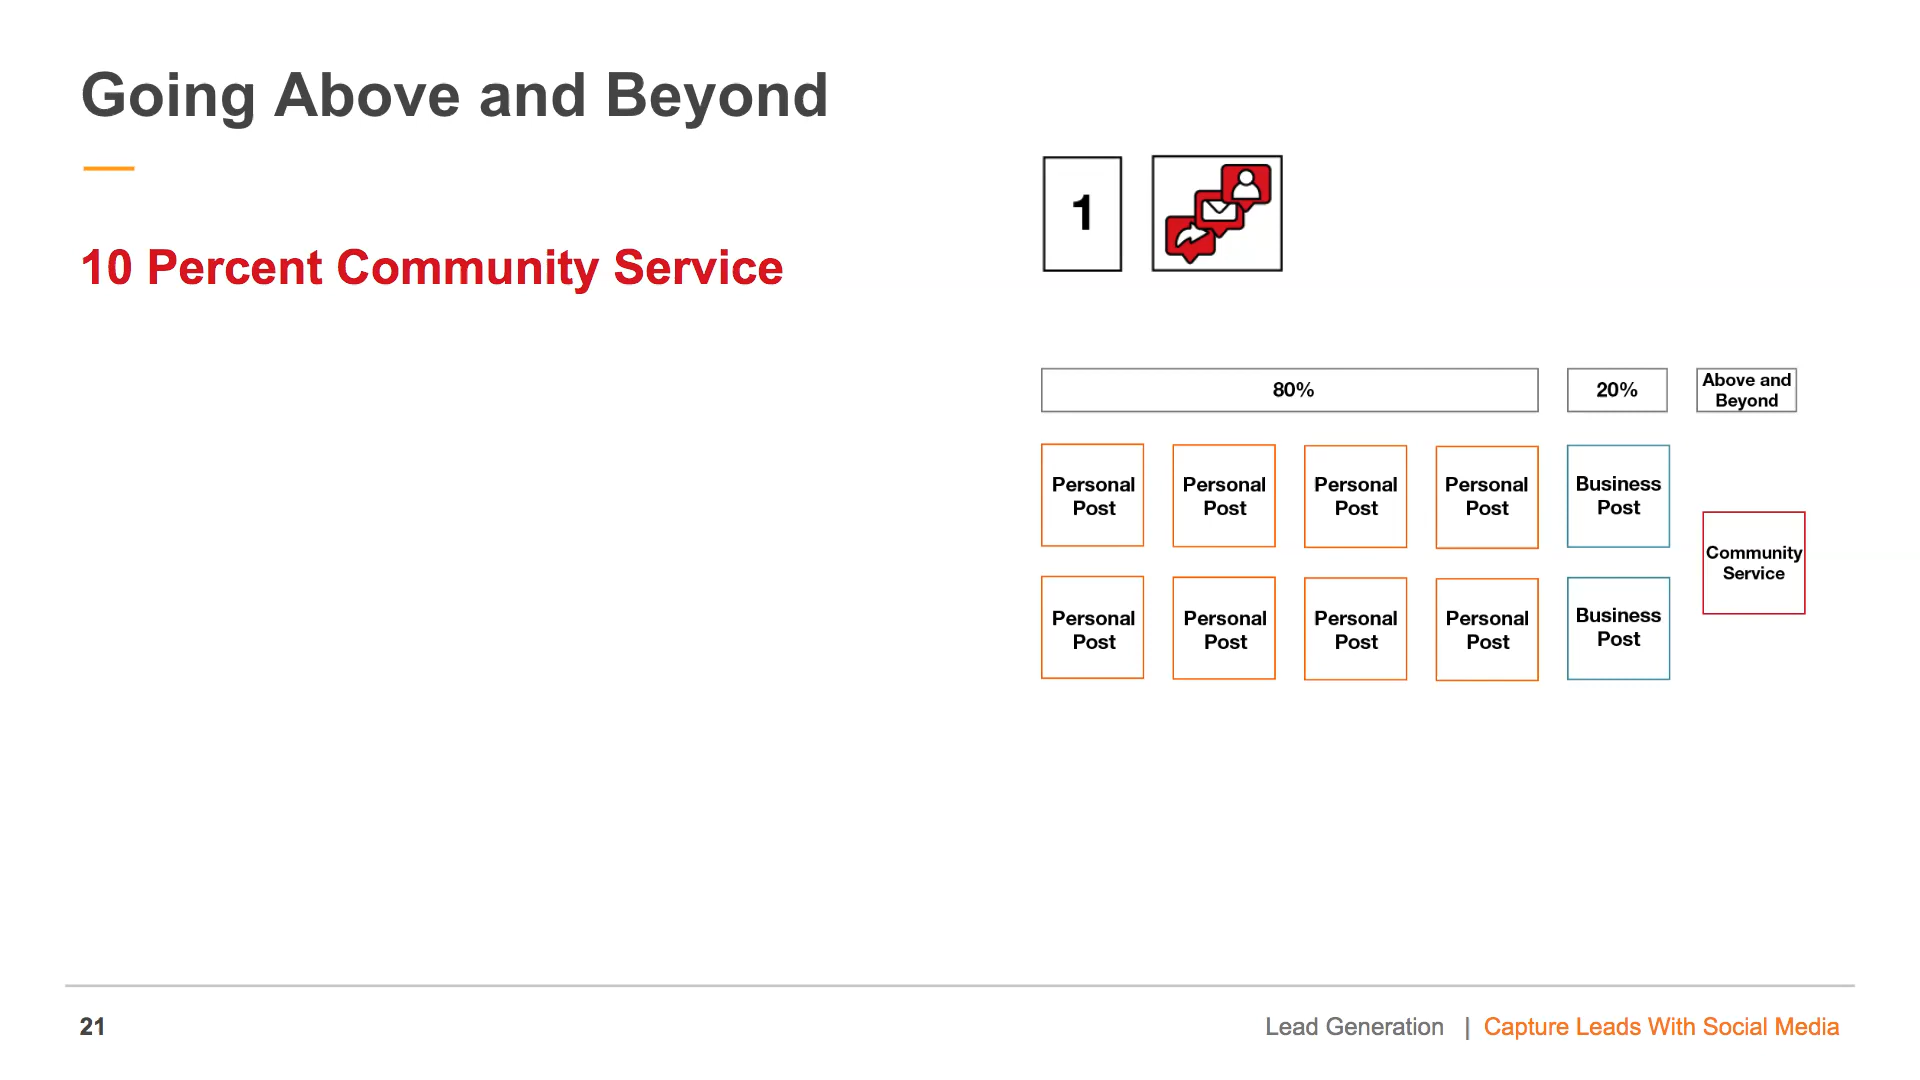 Going Above and Beyond
10 Percent Community Service
1
80%
20%
Above and
Beyond
Personal
Post
Personal
Post
Personal
Post
Personal
Post
Business
Post
Community
Service
Personal
Post
Personal
Post
Personal
Post
Personal
Post
Business
Post
21
Lead Generation | Capture Leads With Social Media